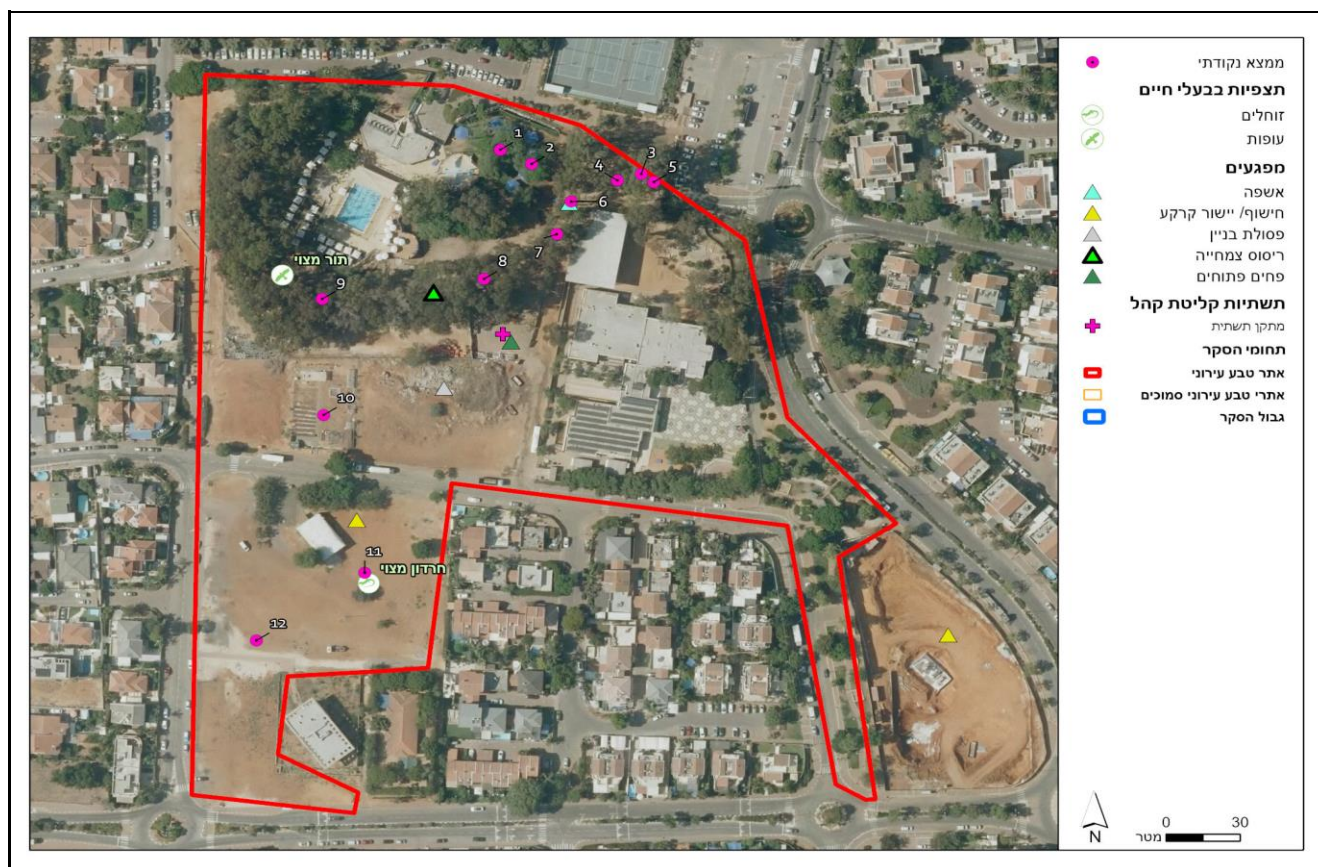 ממצא נקודתי
תצפיות בבעלי חיים
זוחלים
עופות
מפגעים
אשפה
חישוף/ יישור קרקע
פסולת בניין
ריסוס צמחייה
פחים פתוחים
תשתיות קליטת קהל
מתקן תשתית
תחומי הסקר
אתר טבע עירוני
אתרי טבע עירוני סמוכים
גבול הסקר
1
2
3
4
5
6
7
8
תור מצוי
9
10
11
חרדון מצוי
12
N
0 30
מטר